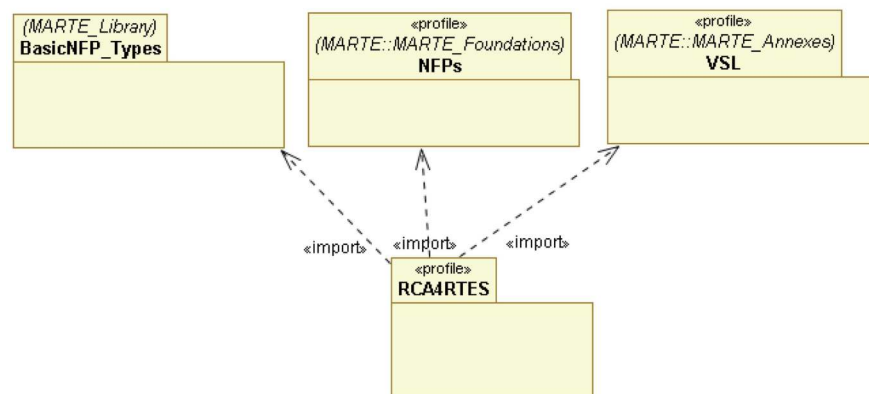 (MARTE_Library)
BasicNFP_Types
«profile»
(MARTE::MARTE_Foundations)
NFPs
«profile»
(MARTE::MARTE_Annexes)
VSL
«import»
«import»
«import»
«profile»
RCA4RTES